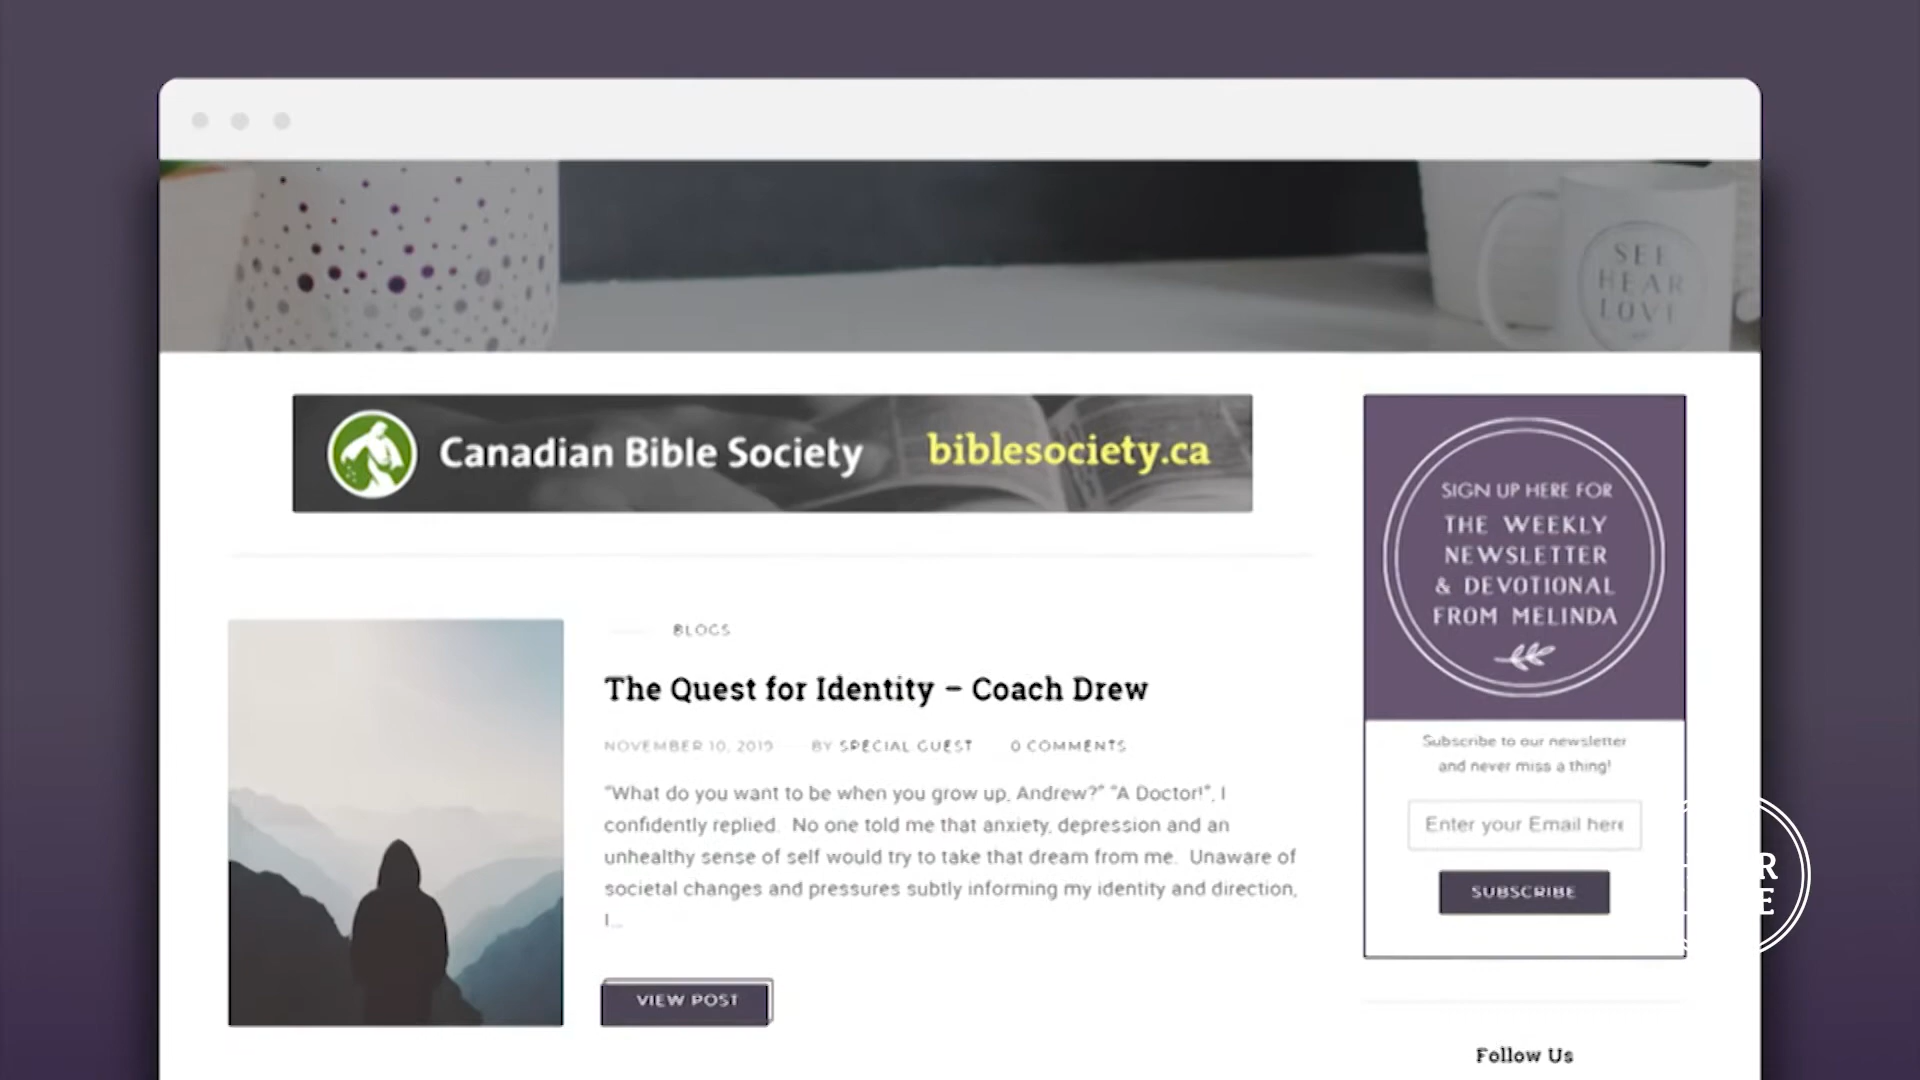 SEE
HEAR
LOVE
Canadian Bible Society
biblesociety.ca
SIGN UP HERE FOR
THE WEEKLY
NEWSLETTER
& DEVOTIONAL
FROM MELINDA
Subscribe to our newsletter
and never miss a thing!
Enter your Email here
SUBSCRIBE
Follow Us
BLOGS
The Quest for Identity – Coach Drew
NOVEMBER 10, 2019 BY SPECIAL GUEST 0 COMMENTS
“What do you want to be when you grow up, Andrew?” “A Doctor!”, I
confidently replied. No one told me that anxiety, depression and an
unhealthy sense of self would try to take that dream from me. Unaware of
societal changes and pressures subtly informing my identity and direction,
I...
VIEW POST